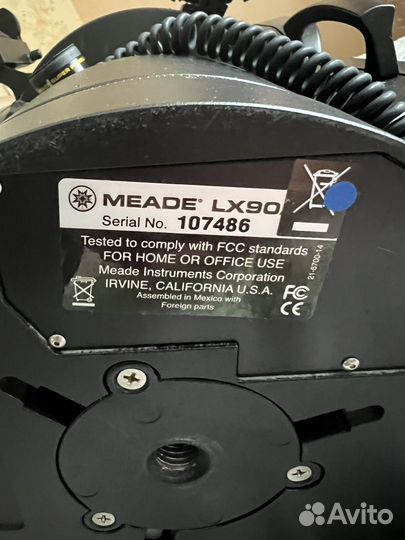 MEADE® LX90
Serial No. 107486
Tested to comply with FCC standards
FOR HOME OR OFFICE USE
Meade Instruments Corporation
IRVINE, CALIFORNIA U.S.A.
Assembled in Mexico with
Foreign parts
FC CE
21-6700-14
Avito